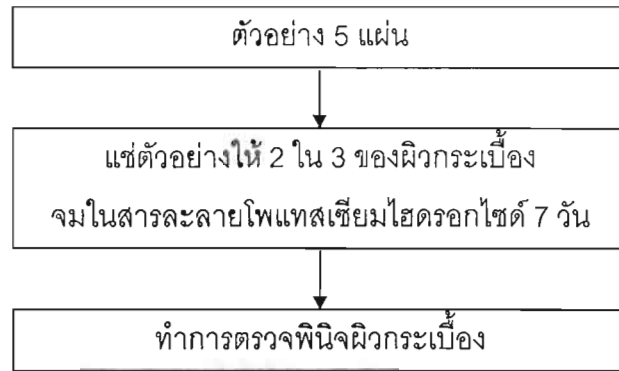 ตัวอย่าง 5 แผ่น
แช่ตัวอย่างให้ 2 ใน 3 ของผิวกระเบื้อง
จมในสารละลายโพแทสเซียมไฮดรอกไซด์ 7 วัน
ทำการตรวจพินิจผิวกระเบื้อง